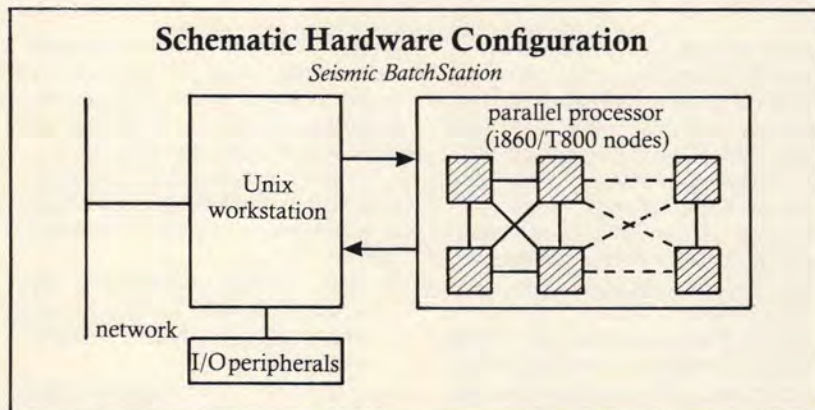 Schematic Hardware Configuration
Seismic BatchStation
parallel processor
(i860/T800 nodes)
Unix
workstation
network
I/Operipherals